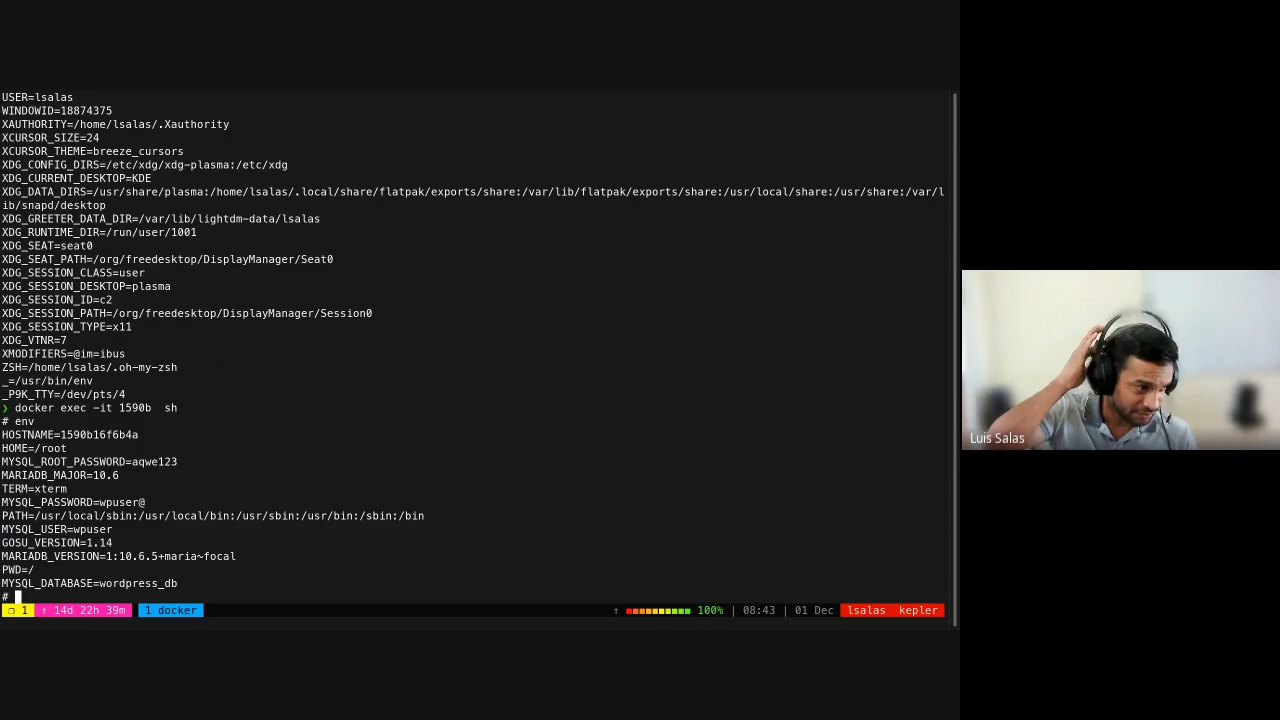 USER=lsalas
WINDOWID=18874375
XAUTHORITY=/home/lsalas/.Xauthority
XCURSOR_SIZE=24
XCURSOR_THEME=breeze_cursors
XDG_CONFIG_DIRS=/etc/xdg/xdg-plasma:/etc/xdg
XDG_CURRENT_DESKTOP=KDE
XDG_DATA_DIRS=/usr/share/plasma:/home/lsalas/.local/share/flatpak/exports/share:/var/lib/flatpak/exports/share:/usr/local/share:/usr/share:/var/l
ib/snapd/desktop
XDG_GREETER_DATA_DIR=/var/lib/lightdm-data/lsalas
XDG_RUNTIME_DIR=/run/user/1001
XDG_SEAT=seat0
XDG_SEAT_PATH=/org/freedesktop/DisplayManager/Seat0
XDG_SESSION_CLASS=user
XDG_SESSION_DESKTOP=plasma
XDG_SESSION_ID=c2
XDG_SESSION_PATH=/org/freedesktop/DisplayManager/Session0
XDG_SESSION_TYPE=x11
XDG_VTNR=7
XMODIFIERS=@im=ibus
ZSH=/home/lsalas/.oh-my-zsh
_=/usr/bin/env
_P9K_TTY=/dev/pts/4
❯ docker exec -it 1590b  sh
# env
HOSTNAME=1590b16f6b4a
HOME=/root
MYSQL_ROOT_PASSWORD=aqwe123
MARIADB_MAJOR=10.6
TERM=xterm
MYSQL_PASSWORD=wpuser@
PATH=/usr/local/sbin:/usr/local/bin:/usr/sbin:/usr/bin:/sbin:/bin
MYSQL_USER=wpuser
GOSU_VERSION=1.14
MARIADB_VERSION=1:10.6.5+maria~focal
PWD=/
MYSQL_DATABASE=wordpress_db
#
❐ 1 ↑ 14d 22h 39m 1 docker ↑ 100% | 08:43 | 01 Dec lsalas kepler
Luis Salas